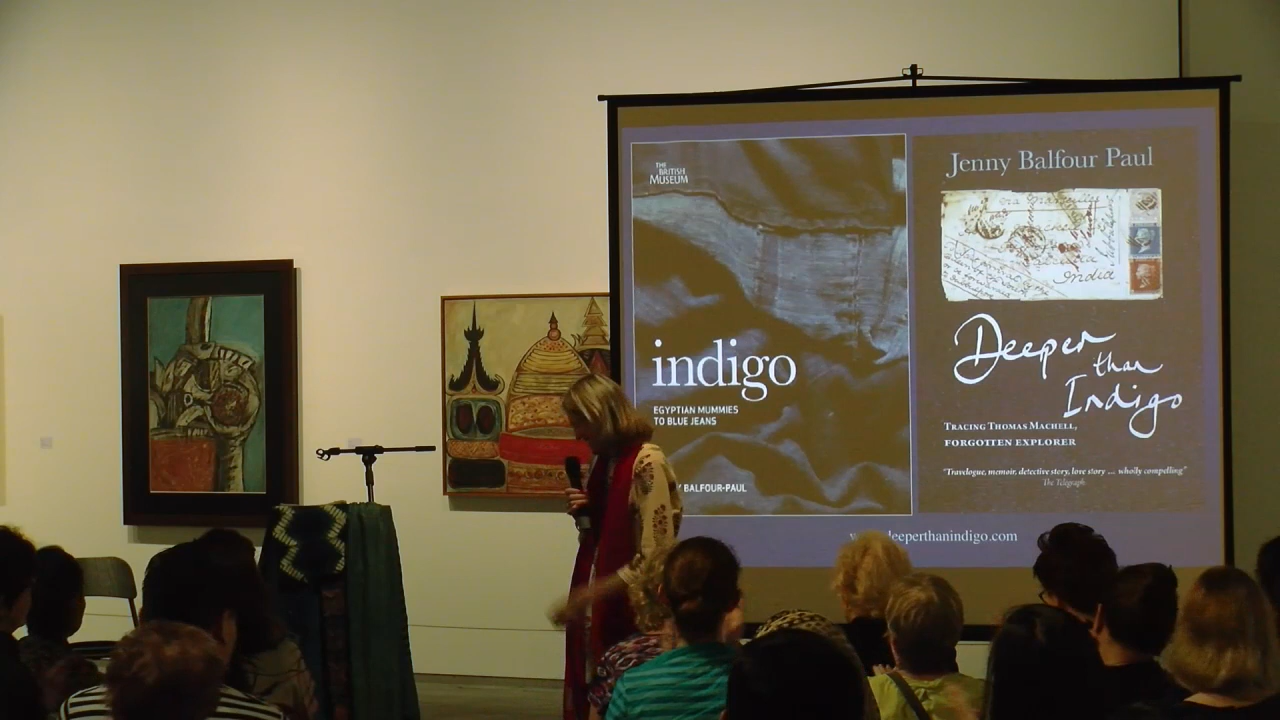 THE
BRITISH
MUSEUM
indigo
EGYPTIAN MUMMIES
TO BLUE JEANS
BALFOUR-PAUL
Jenny Balfour Paul
India
Deeper
than
Indigo
TRACING THOMAS MACHELL,
FORGOTTEN EXPLORER
"Travelogue, memoir, detective story, love story ... wholly compelling"
The Telegraph
deeperthanindigo.com